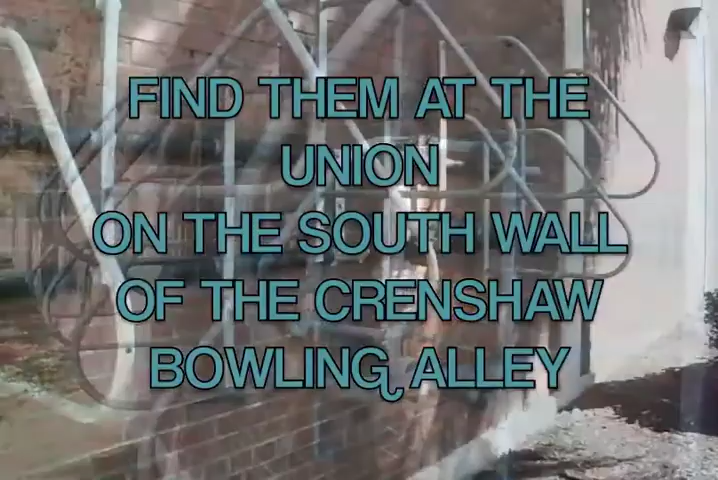 FIND THEM AT THE
UNION
ON THE SOUTH WALL
OF THE CRENSHAW
BOWLING ALLEY